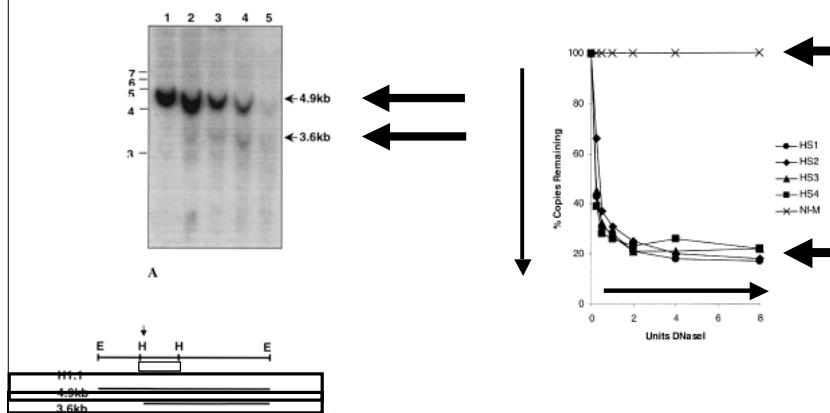 1 2 3 4 5
7
6
5
4
3
4.9kb
3.6kb
A
E H H E
H1.1
4.9kb
3.6kb
% Copies Remaining
100
80
60
40
20
0
0 2 4 6 8
Units DNaseI
HS1
HS2
HS3
HS4
NI-M